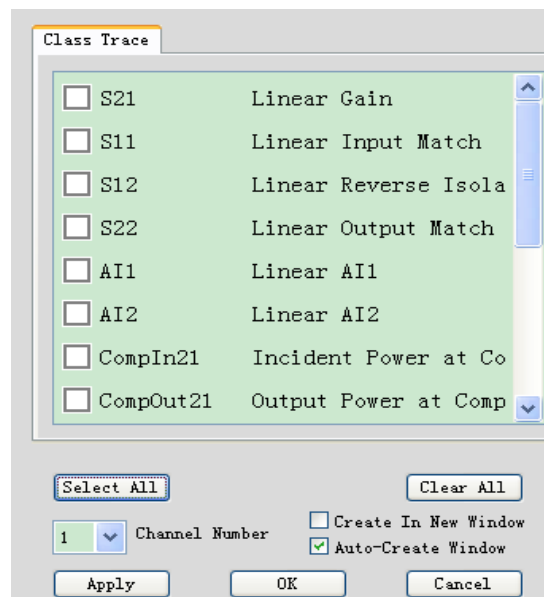 Class Trace
S21 Linear Gain
S11 Linear Input Match
S12 Linear Reverse Isola
S22 Linear Output Match
AI1 Linear AI1
AI2 Linear AI2
CompIn21 Incident Power at Co
CompOut21 Output Power at Comp
Select All Clear All
1 Channel Number
Create In New Window
Auto-Create Window
Apply OK Cancel